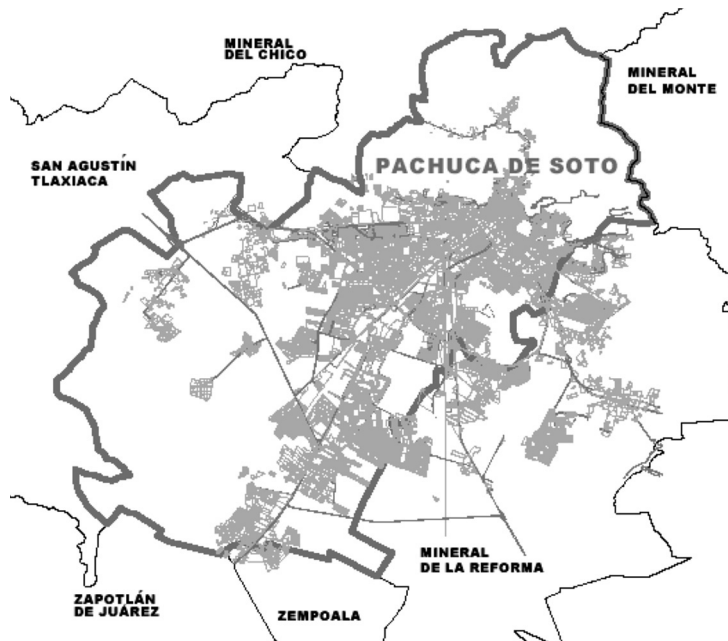 MINERAL
DEL CHICO
MINERAL
DEL MONTE
SAN AGUSTÍN
TLAXIACA
PACHUCA DE SOTO
MINERAL
DE LA REFORMA
ZAPOTLÁN
DE JUÁREZ
ZEMPOALA